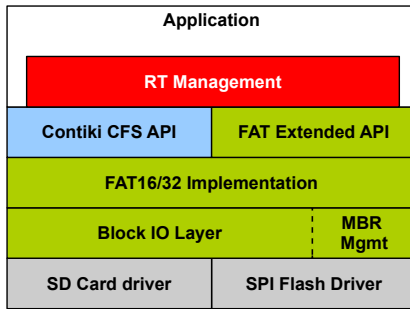 Application
RT Management
Contiki CFS API
FAT Extended API
FAT16/32 Implementation
Block IO Layer
MBR
Mgmt
SD Card driver
SPI Flash Driver